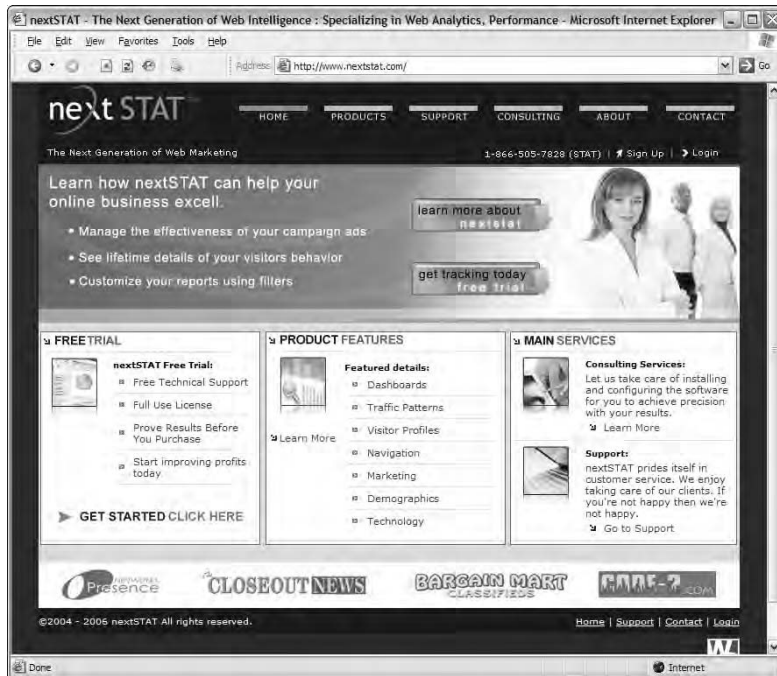 nextSTAT - The Next Generation of Web Intelligence : Specializing in Web Analytics, Performance - Microsoft Internet Explorer
File Edit View Favorites Tools Help
Address http://www.nextstat.com/ Go
next STAT
HOME PRODUCTS SUPPORT CONSULTING ABOUT CONTACT
The Next Generation of Web Marketing
1-866-505-7828 (STAT) | Sign Up | Login
Learn how nextSTAT can help your
online business excell.
• Manage the effectiveness of your campaign ads
• See lifetime details of your visitors behavior
• Customize your reports using filters
learn more about
nextstat
get tracking today
free trial
FREETRIAL
nextSTAT Free Trial:
Free Technical Support
Full Use License
Prove Results Before
You Purchase
Start improving profits
today
GET STARTED CLICK HERE
PRODUCT FEATURES
Learn More
Featured details:
Dashboards
Traffic Patterns
Visitor Profiles
Navigation
Marketing
Demographics
Technology
MAIN SERVICES
Consulting Services:
Let us take care of installing
and configuring the software
for you to achieve precision
with your results.
Learn More
Support:
nextSTAT prides itself in
customer service. We enjoy
taking care of our clients. If
you're not happy then we're
not happy.
Go to Support
Presence
CLOSEOUT NEWS
BARGAIN MART
CLASSIFIEDS
.COM
©2004 - 2006 nextSTAT All rights reserved.
Home | Support | Contact | Login
Done
Internet